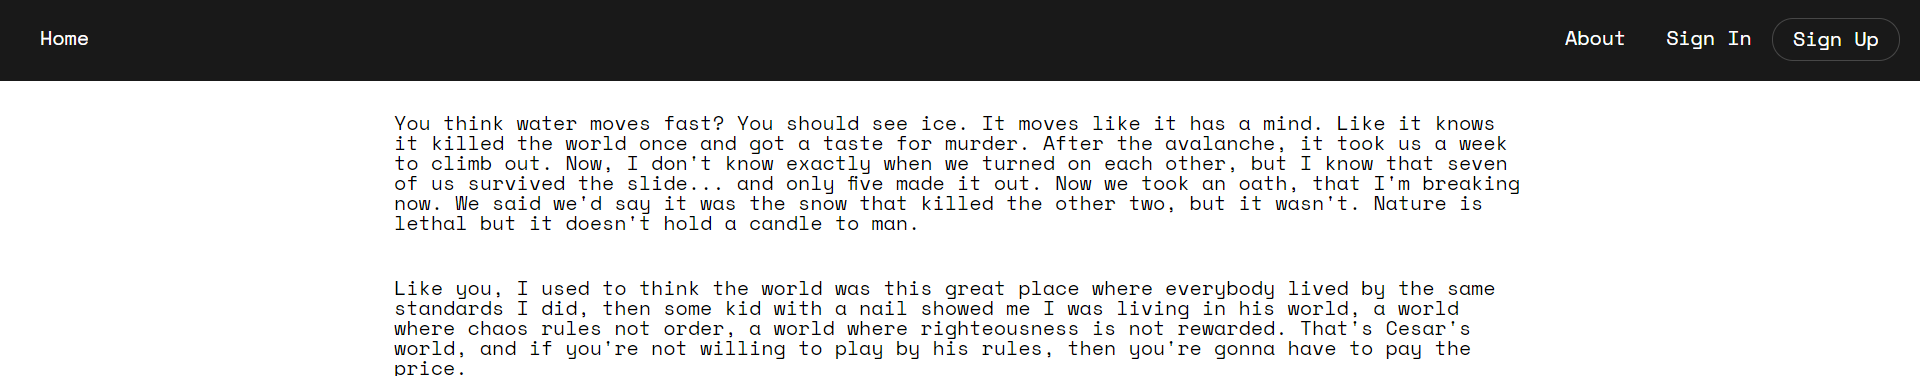 Home
About
Sign In
Sign Up
You think water moves fast? You should see ice. It moves like it has a mind. Like it knows
it killed the world once and got a taste for murder. After the avalanche, it took us a week
to climb out. Now, I don't know exactly when we turned on each other, but I know that seven
of us survived the slide... and only five made it out. Now we took an oath, that I'm breaking
now. We said we'd say it was the snow that killed the other two, but it wasn't. Nature is
lethal but it doesn't hold a candle to man.
Like you, I used to think the world was this great place where everybody lived by the same
standards I did, then some kid with a nail showed me I was living in his world, a world
where chaos rules not order, a world where righteousness is not rewarded. That's Cesar's
world, and if you're not willing to play by his rules, then you're gonna have to pay the
price.